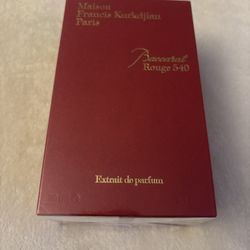 Maison
Francis Kurkdjian
Paris
Baccarat
Rouge 540
Extrait de parfum